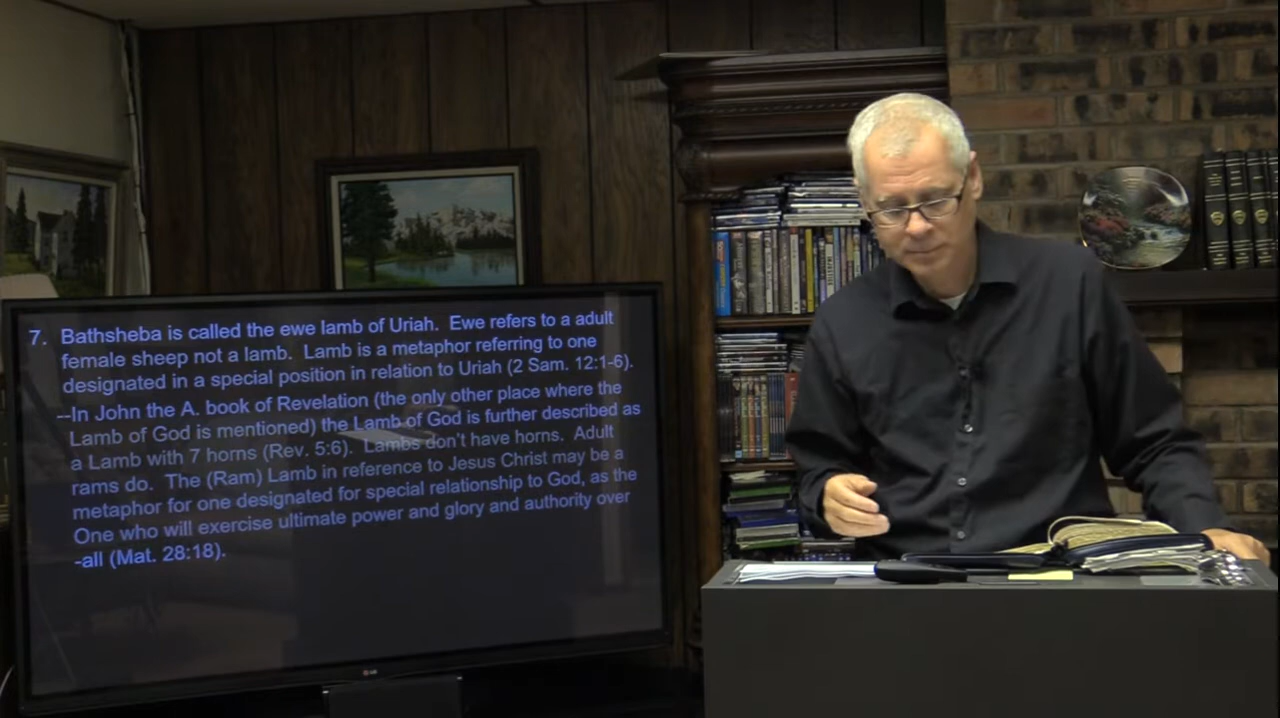 7. Bathsheba is called the ewe lamb of Uriah. Ewe refers to a adult
female sheep not a lamb. Lamb is a metaphor referring to one
designated in a special position in relation to Uriah (2 Sam. 12:1-6).
--In John the A. book of Revelation (the only other place where the
Lamb of God is mentioned) the Lamb of God is further described as
a Lamb with 7 horns (Rev. 5:6). Lambs don't have horns. Adult
rams do. The (Ram) Lamb in reference to Jesus Christ may be a
metaphor for one designated for special relationship to God, as the
One who will exercise ultimate power and glory and authority over
-all (Mat. 28:18).
LG